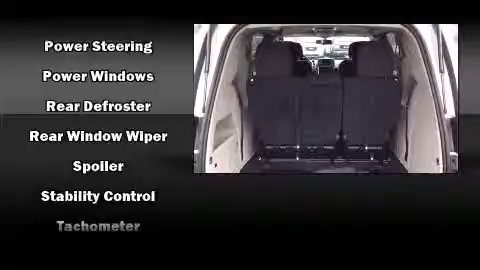 Power Steering
Power Windows
Rear Defroster
Rear Window Wiper
Spoiler
Stability Control
Tachometer